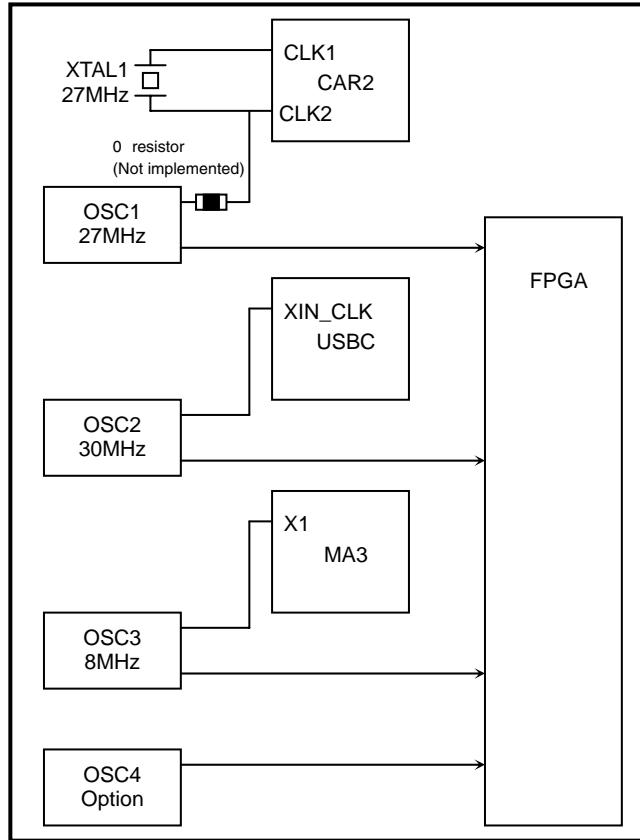 CLK1
XTAL1
27MHz
CAR2
CLK2
0 resistor
(Not implemented)
OSC1
27MHz
FPGA
XIN_CLK
USBC
OSC2
30MHz
X1
MA3
OSC3
8MHz
OSC4
Option